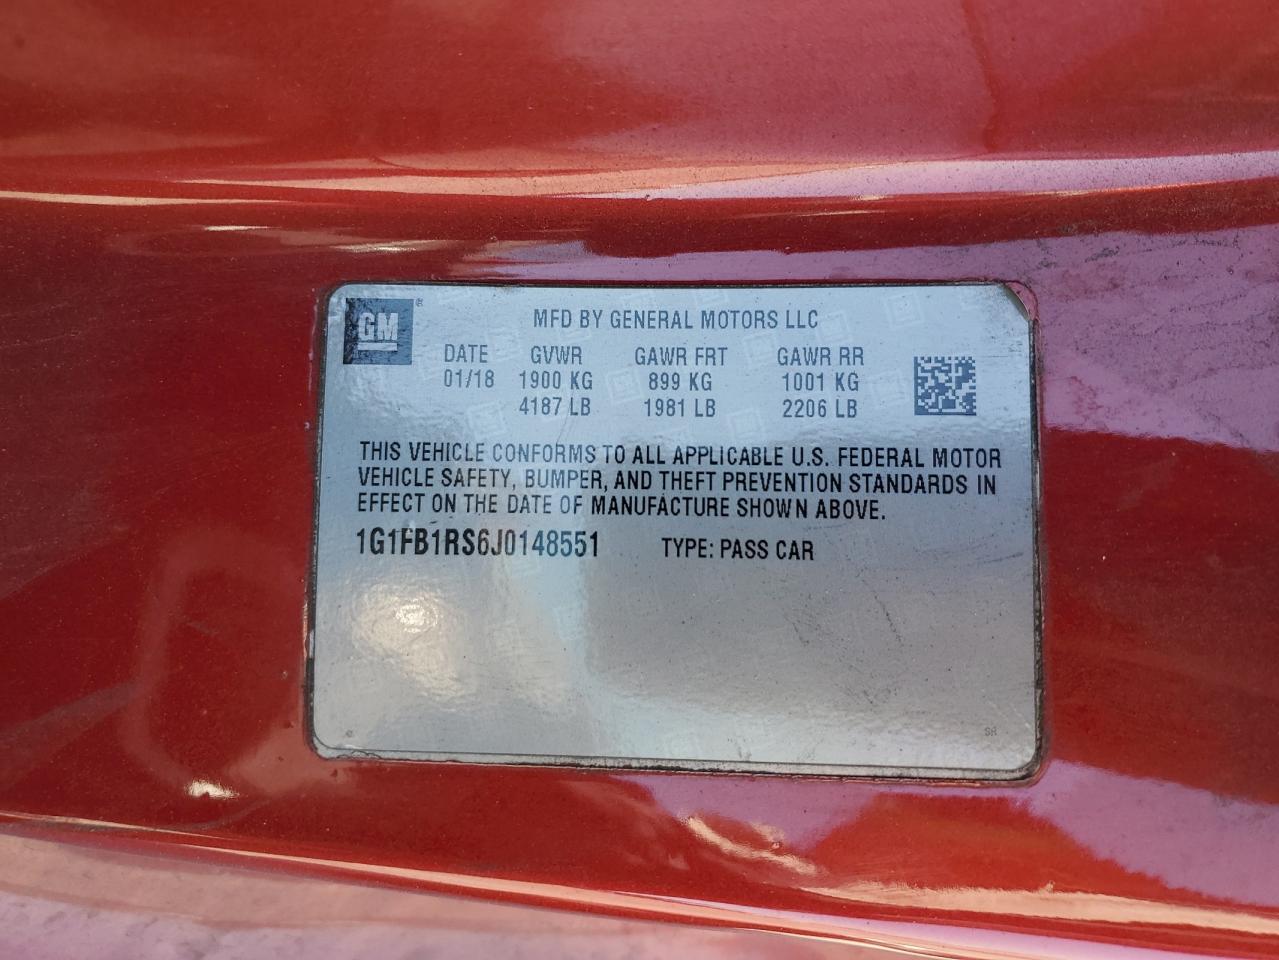 GM ®
MFD BY GENERAL MOTORS LLC
DATE GVWR GAWR FRT GAWR RR
01/18 1900 KG 899 KG 1001 KG
4187 LB 1981 LB 2206 LB
THIS VEHICLE CONFORMS TO ALL APPLICABLE U.S. FEDERAL MOTOR
VEHICLE SAFETY, BUMPER, AND THEFT PREVENTION STANDARDS IN
EFFECT ON THE DATE OF MANUFACTURE SHOWN ABOVE.
1G1FB1RS6J0148551 TYPE: PASS CAR